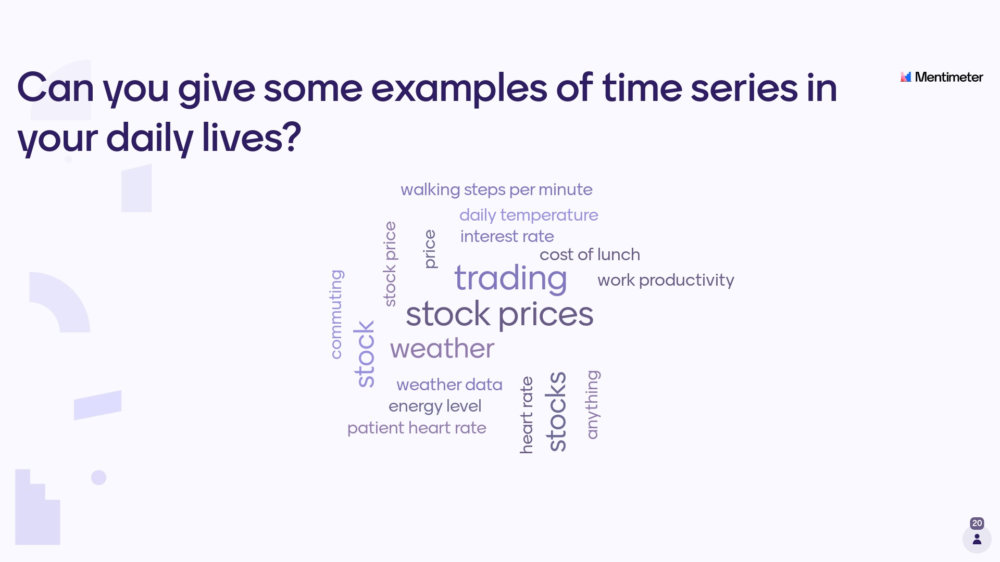 Can you give some examples of time series in
your daily lives?
Mentimeter
walking steps per minute
daily temperature
stock price
price
interest rate
cost of lunch
trading
work productivity
commuting
stock prices
stock
weather
weather data
heart rate
stocks
anything
energy level
patient heart rate
20